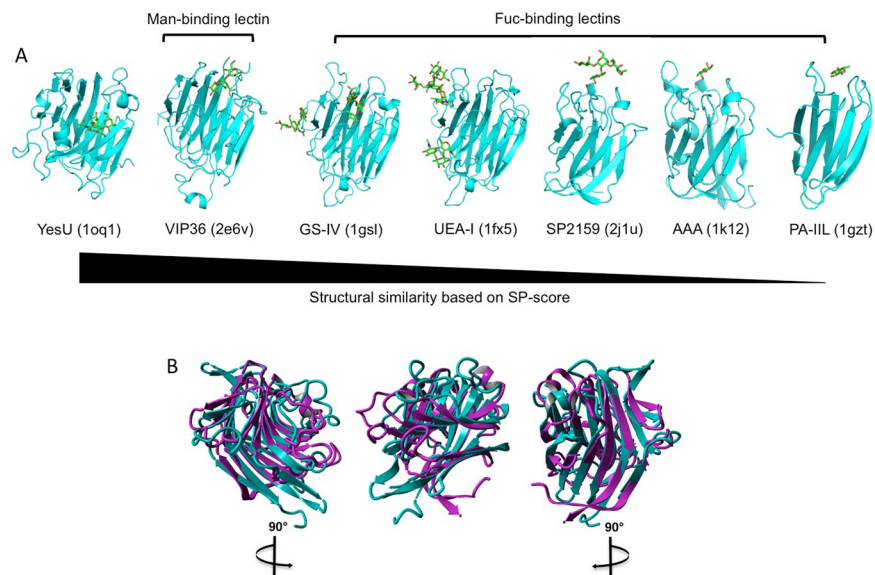 Man-binding lectin
Fuc-binding lectins
A
YesU (1oq1)
VIP36 (2e6v)
GS-IV (1gsl)
UEA-I (1fx5)
SP2159 (2j1u)
AAA (1k12)
PA-IIL (1gzt)
Structural similarity based on SP-score
B
90°
90°